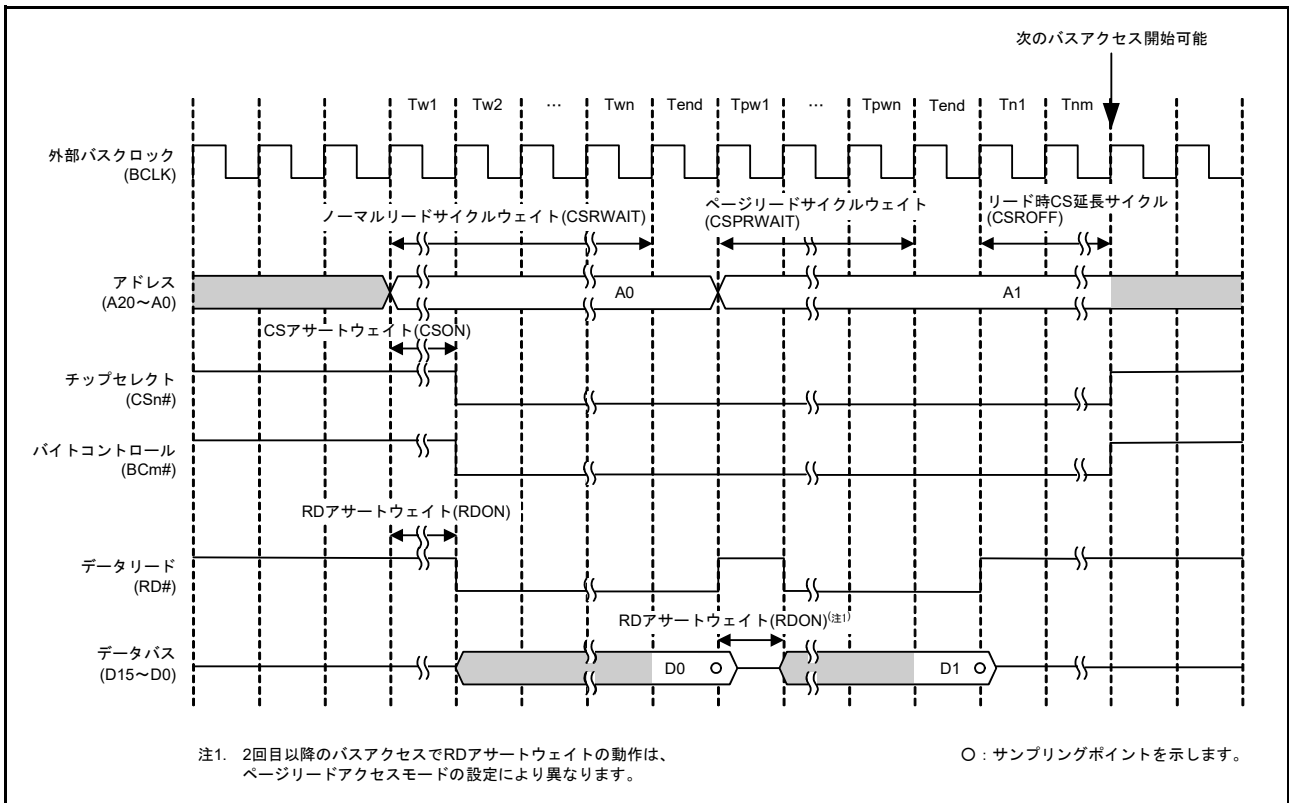 次のバスアクセス開始可能
Tw1 Tw2 … Twn Tend Tpw1 … Tpwn Tend Tn1 Tnm
外部バスクロック
(BCLK)
ノーマルリードサイクルウェイト(CSRWAIT)
ページリードサイクルウェイト
(CSPRWAIT)
リード時CS延長サイクル
(CSROFF)
アドレス
(A20～A0)
A0 A1
CSアサートウェイト(CSON)
チップセレクト
(CSn#)
バイトコントロール
(BCm#)
RDアサートウェイト(RDON)
データリード
(RD#)
RDアサートウェイト(RDON)(注1)
データバス
(D15～D0)
D0 D1
注1. 2回目以降のバスアクセスでRDアサートウェイトの動作は、
ページリードアクセスモードの設定により異なります。
○：サンプリングポイントを示します。